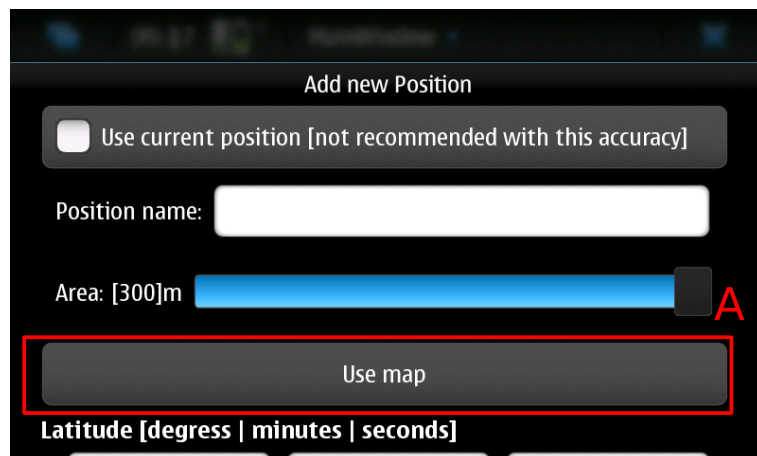 Add new Position
Use current position [not recommended with this accuracy]
Position name:
Area: [300]m
A
Use map
Latitude [degress | minutes | seconds]